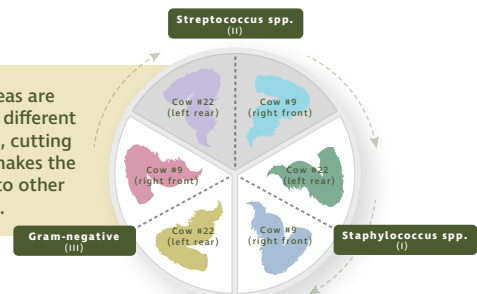 Streptococcus spp.
(II)
eas are
different
, cutting
makes the
to other
.
Cow #22
(left rear)
Cow #9
(right front)
Cow #9
(right front)
Cow #22
(left rear)
Cow #22
(left rear)
Cow #9
(right front)
Gram-negative
(III)
Staphylococcus spp.
(I)